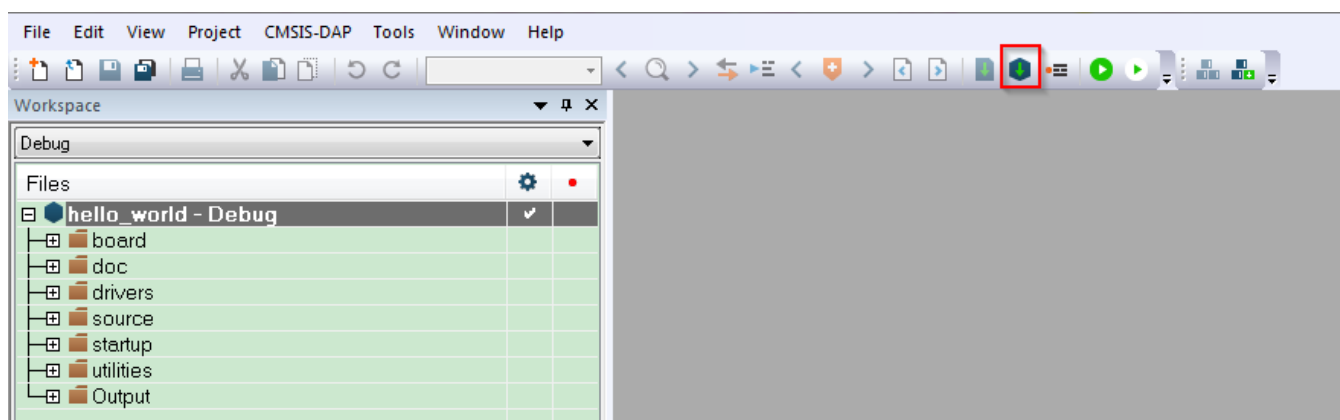 File Edit View Project CMSIS-DAP Tools Window Help
Workspace
Debug
Files
hello_world - Debug
board
doc
drivers
source
startup
utilities
Output